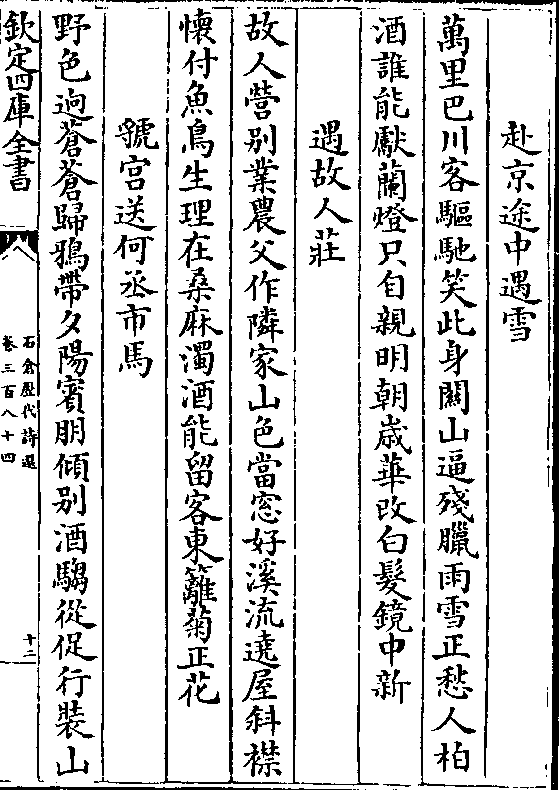 赴京途中遇雪
萬里巴川客驅馳笑此身關山逼殘臘雨雪正愁人柏
酒誰能獻蘭燈只自親明朝歲華改白髮鏡中新
遇故人莊
故人營别業農父作隣家山色當窓好溪流遶屋斜襟
懷付魚鳥生理在桑麻濁酒能留客東籬菊正花
虢宫送何丞市馬
野色逈蒼蒼歸鴉帶夕陽賓朋傾别酒騶從促行裝山
欽定四庫全書
石倉歷代詩選
卷三百八十四
十二